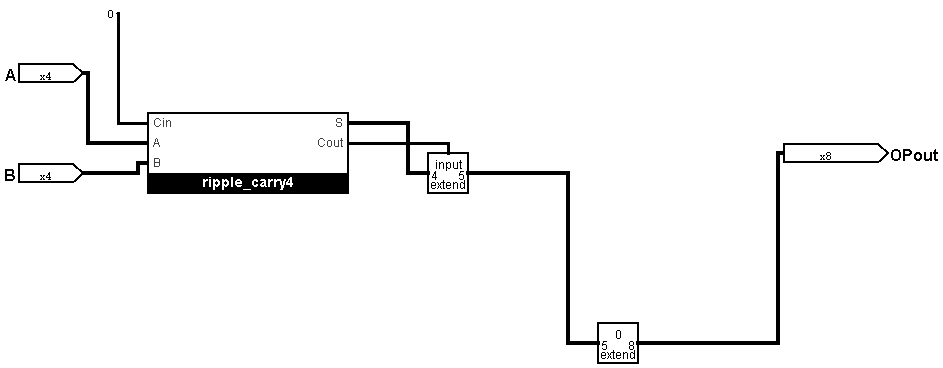 0
A x4
Cin S
A Cout
B
ripple_carry4
B x4
input
4 5
extend
x8 OPout
0
5 8
extend